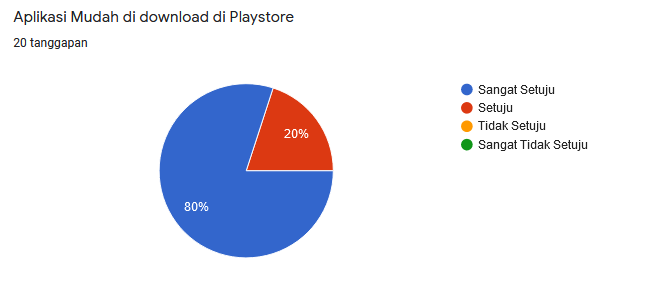 Aplikasi Mudah di download di Playstore
20 tanggapan
Sangat Setuju
Setuju
Tidak Setuju
Sangat Tidak Setuju
20%
80%